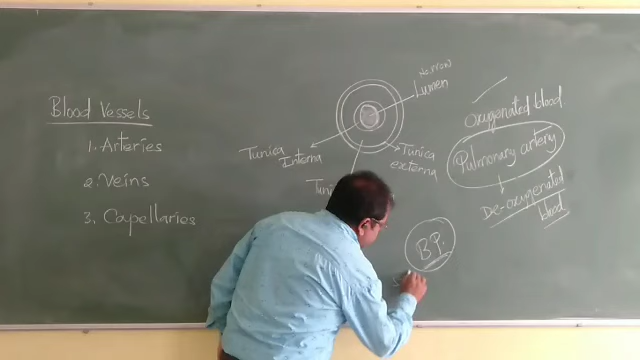 Blood Vessels
1. Arteries
2. Veins
3. Capellaries
Narrow
Lumen
Tunica
Interna
Tunica
externa
Oxygenated blood
Pulmonary artery
De-oxygenated
blood
B.P.